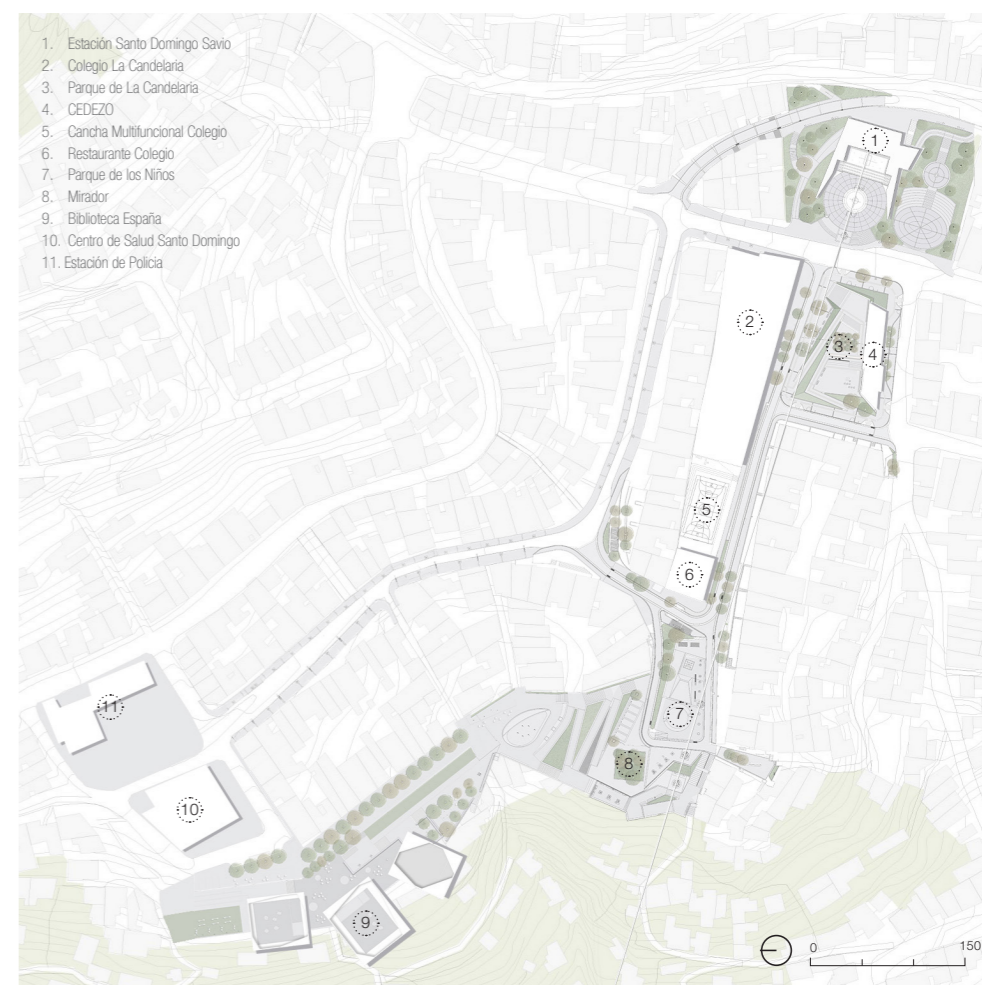 1. Estación Santo Domingo Savio
2. Colegio La Candelaria
3. Parque de La Candelaria
4. CEDEZO
5. Cancha Multifuncional Colegio
6. Restaurante Colegio
7. Parque de los Niños
8. Mirador
9. Biblioteca España
10. Centro de Salud Santo Domingo
11. Estación de Policia
1
2
3
4
5
6
7
8
11
10
9
0
150